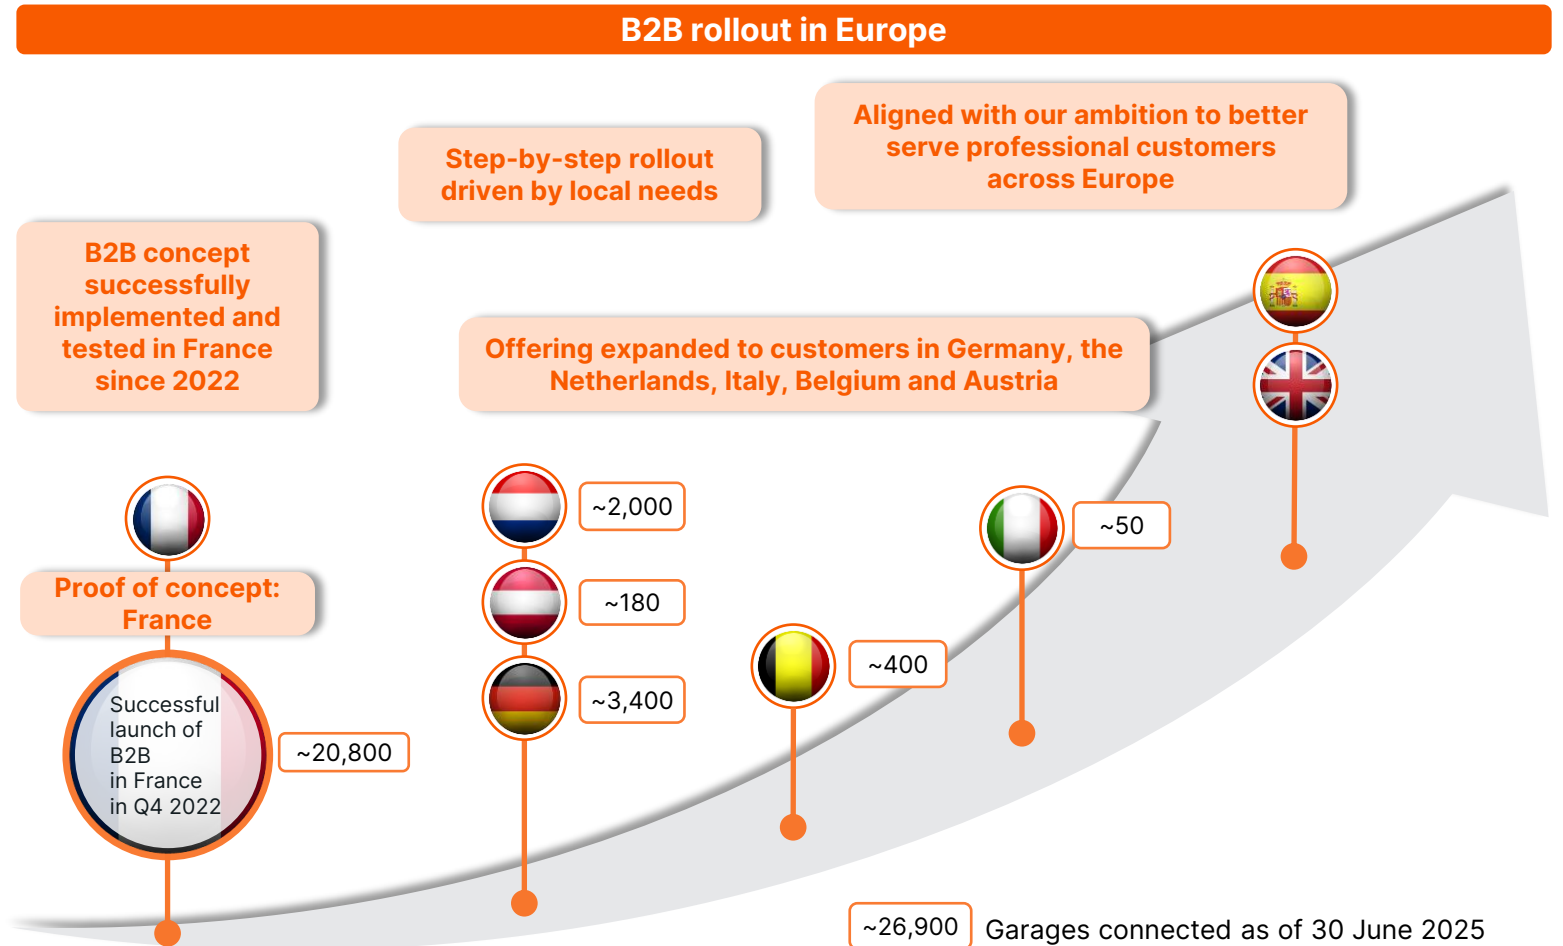 B2B rollout in Europe
Aligned with our ambition to better
serve professional customers
across Europe
Step-by-step rollout
driven by local needs
B2B concept
successfully
implemented and
tested in France
since 2022
Offering expanded to customers in Germany, the
Netherlands, Italy, Belgium and Austria
Proof of concept:
France
Successful
launch of
B2B
in France
in Q4 2022
~20,800
~2,000
~180
~3,400
~400
~50
~26,900 Garages connected as of 30 June 2025